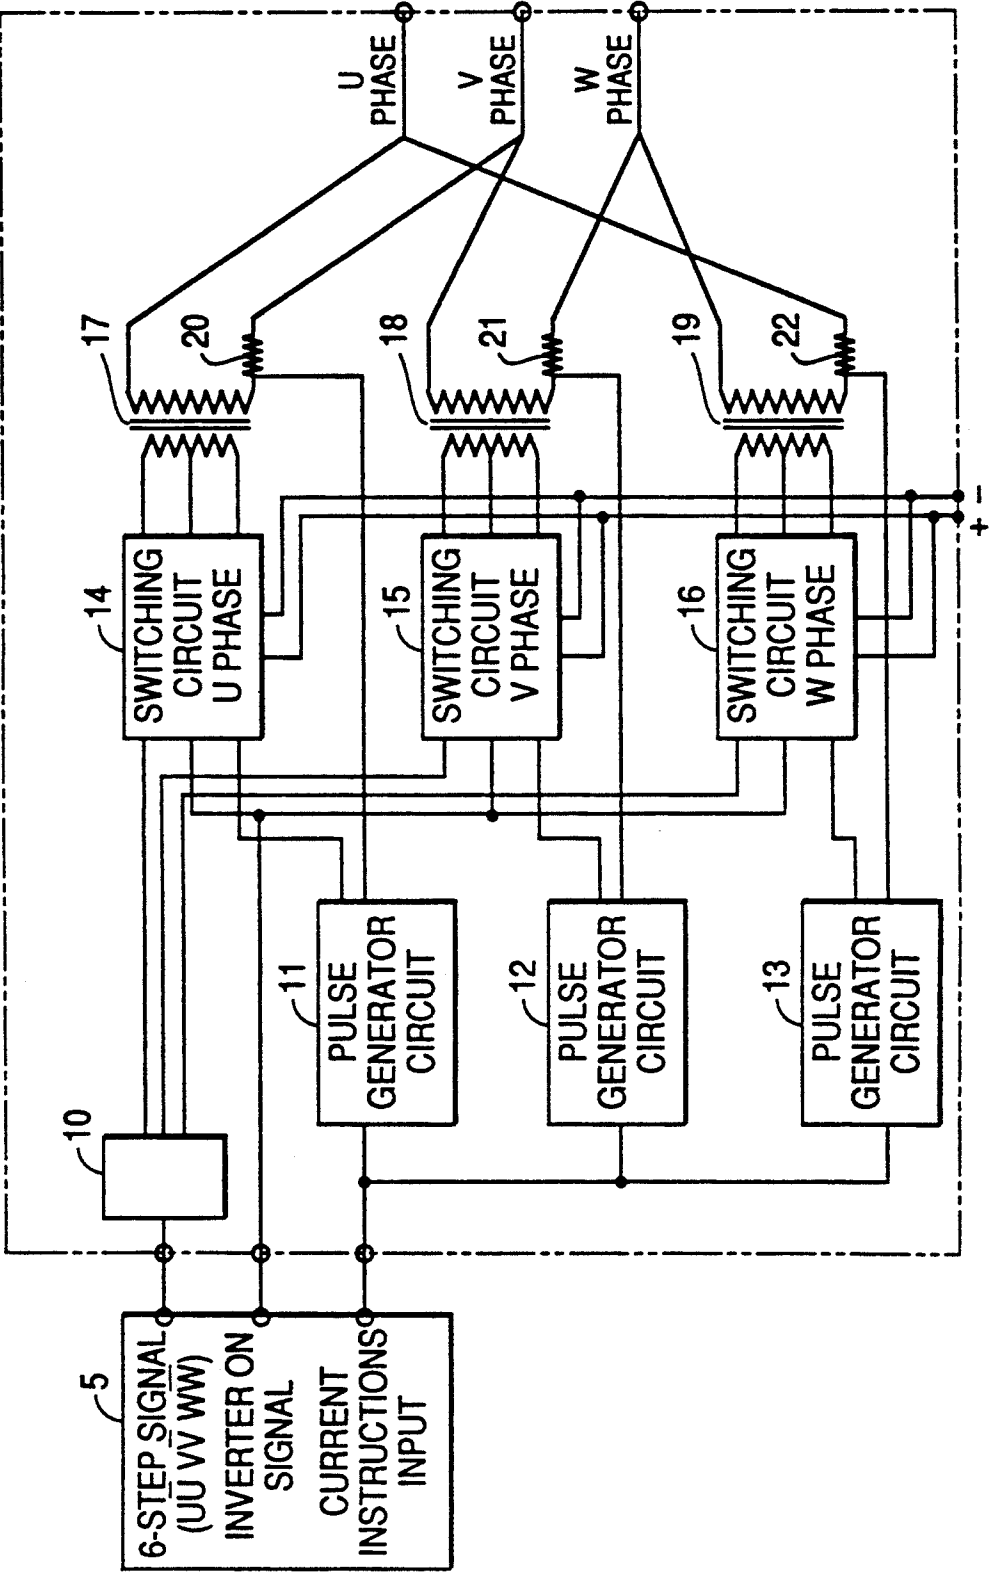 5
6-STEP SIGNAL
(UU VV WW)
INVERTER ON
SIGNAL
CURRENT
INSTRUCTIONS
INPUT
10
11
PULSE
GENERATOR
CIRCUIT
12
PULSE
GENERATOR
CIRCUIT
13
PULSE
GENERATOR
CIRCUIT
14
SWITCHING
CIRCUIT
U PHASE
15
SWITCHING
CIRCUIT
V PHASE
16
SWITCHING
CIRCUIT
W PHASE
+
-
17
20
18
21
19
22
U
PHASE
V
PHASE
W
PHASE